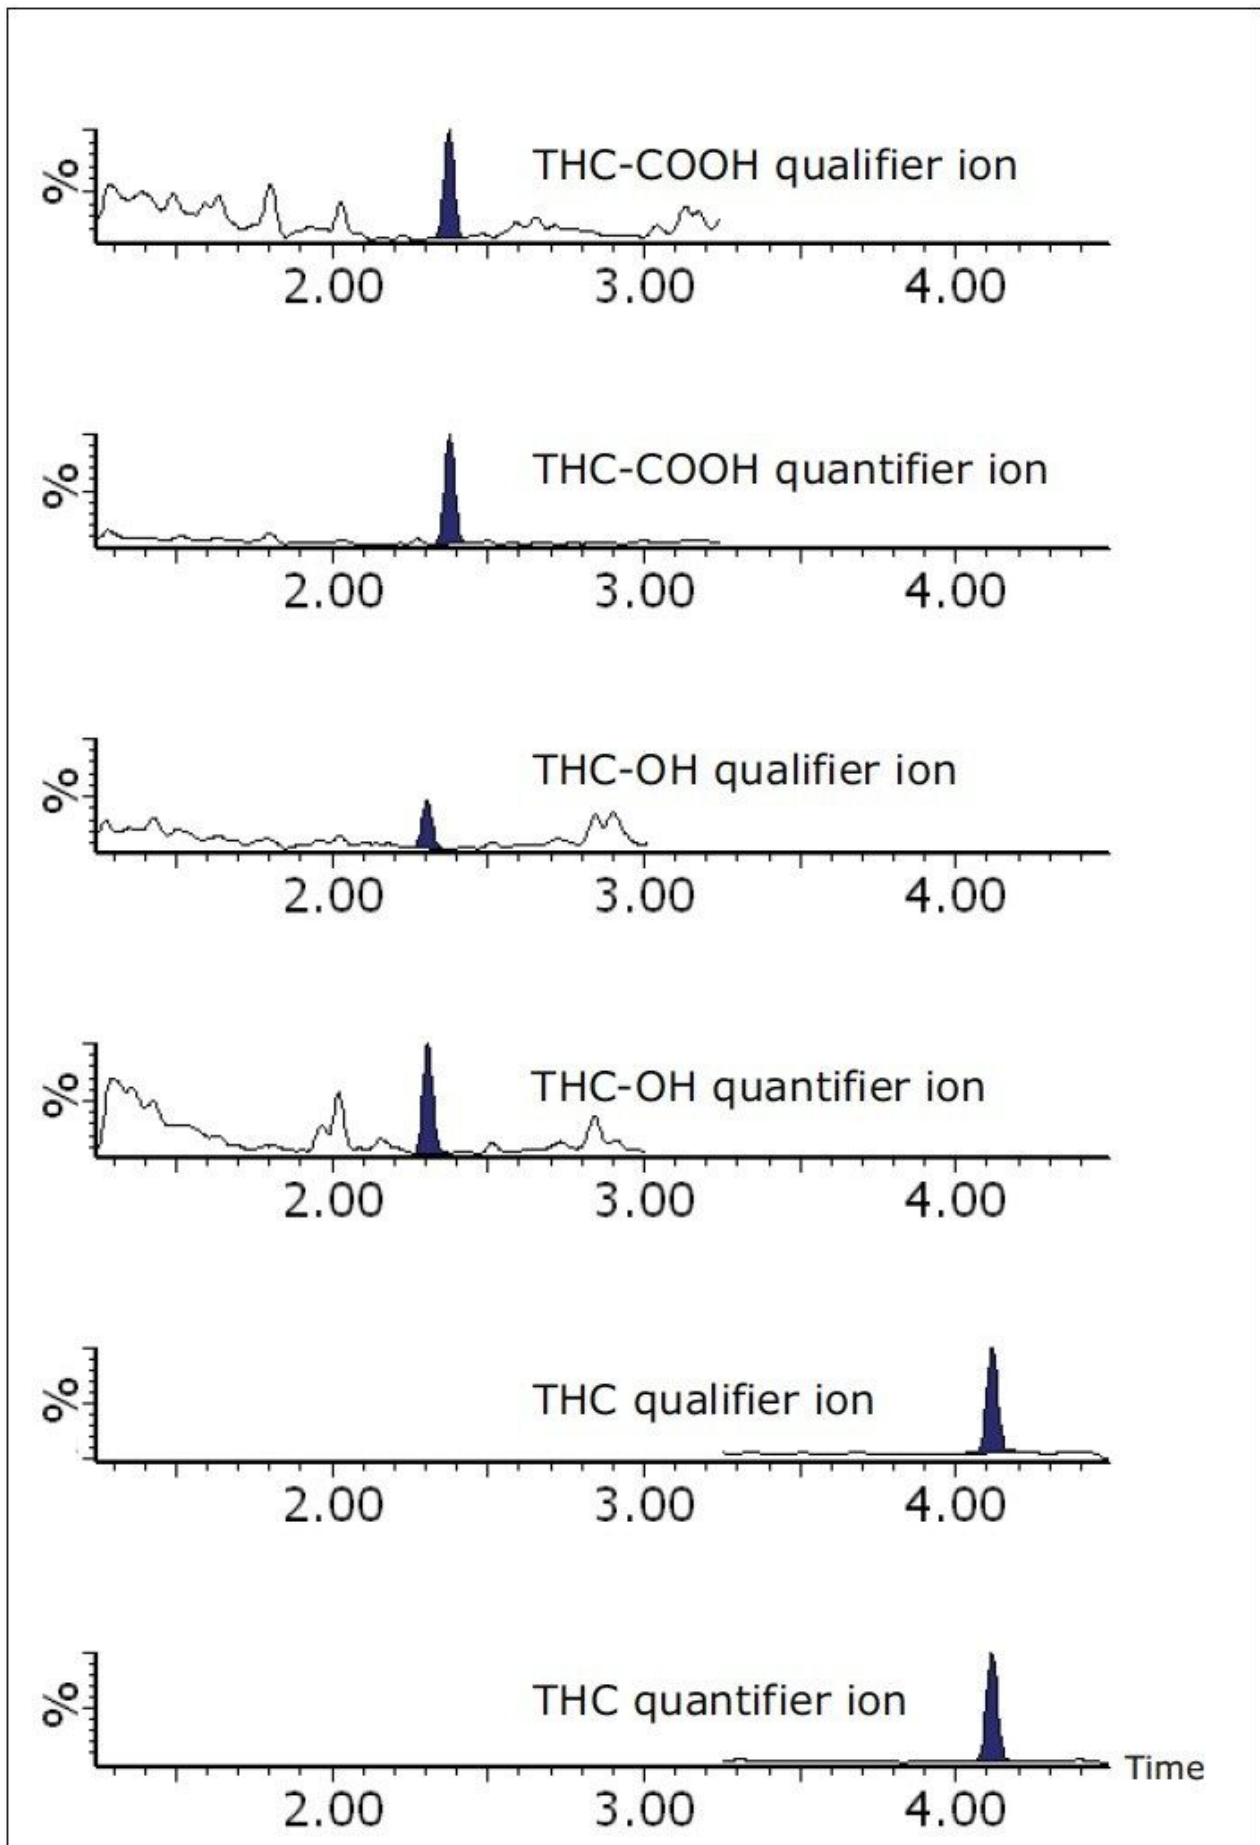 THC-COOH qualifier ion
%
2.00 3.00 4.00
THC-COOH quantifier ion
%
2.00 3.00 4.00
THC-OH qualifier ion
%
2.00 3.00 4.00
THC-OH quantifier ion
%
2.00 3.00 4.00
THC qualifier ion
%
2.00 3.00 4.00
THC quantifier ion
%
Time
2.00 3.00 4.00